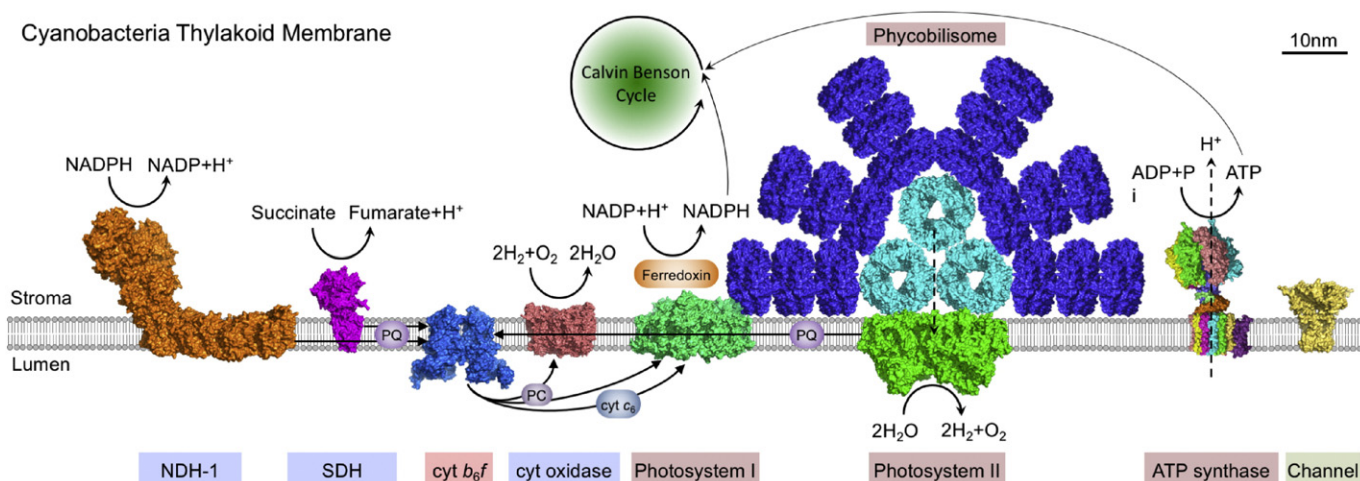 Cyanobacteria Thylakoid Membrane
Phycobilisome
10nm
Calvin Benson
Cycle
NADPH NADP+H⁺
Succinate Fumarate+H⁺
2H₂+O₂ 2H₂O
NADP+H⁺ NADPH
Ferredoxin
H⁺
ADP+P
i
ATP
Stroma
Lumen
PQ
PQ
PC
cyt c₆
2H₂O 2H₂+O₂
NDH-1
SDH
cyt b₆f
cyt oxidase
Photosystem I
Photosystem II
ATP synthase
Channel